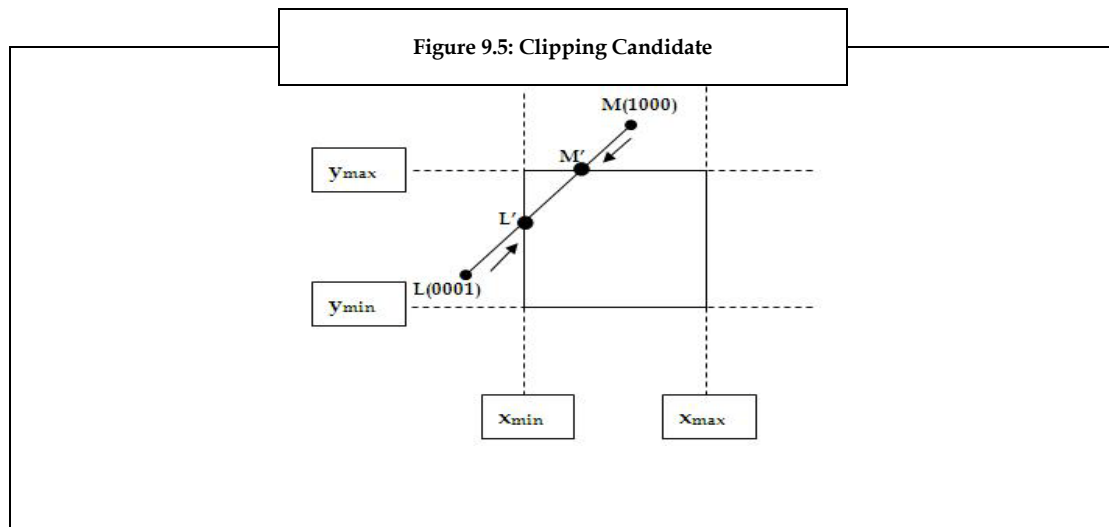 Figure 9.5: Clipping Candidate
M(1000)
M′
ymax
L′
L(0001)
ymin
xmin
xmax